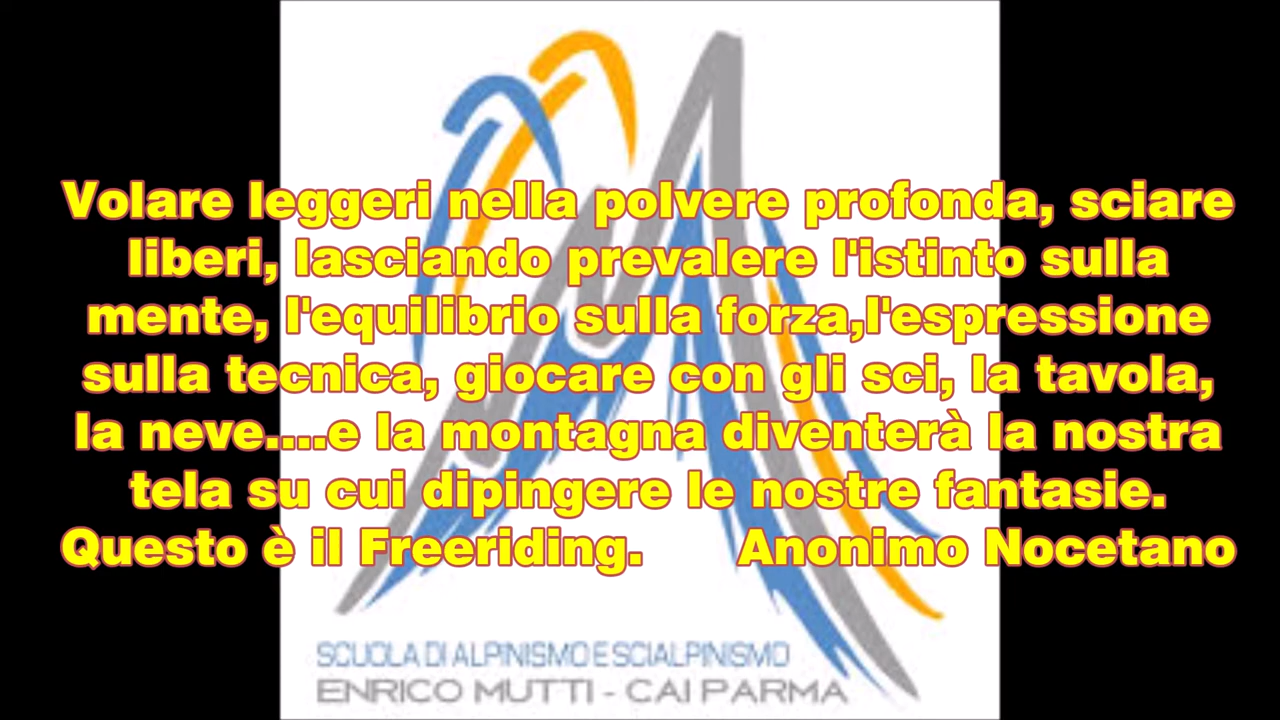 Volare leggeri nella polvere profonda, sciare
liberi, lasciando prevalere l'istinto sulla
mente, l'equilibrio sulla forza,l'espressione
sulla tecnica, giocare con gli sci, la tavola,
la neve....e la montagna diventerà la nostra
tela su cui dipingere le nostre fantasie.
Questo è il Freeriding. Anonimo Nocetano
SCUOLA DI ALPINISMO E SCIALPINISMO
ENRICO MUTTI - CAI PARMA